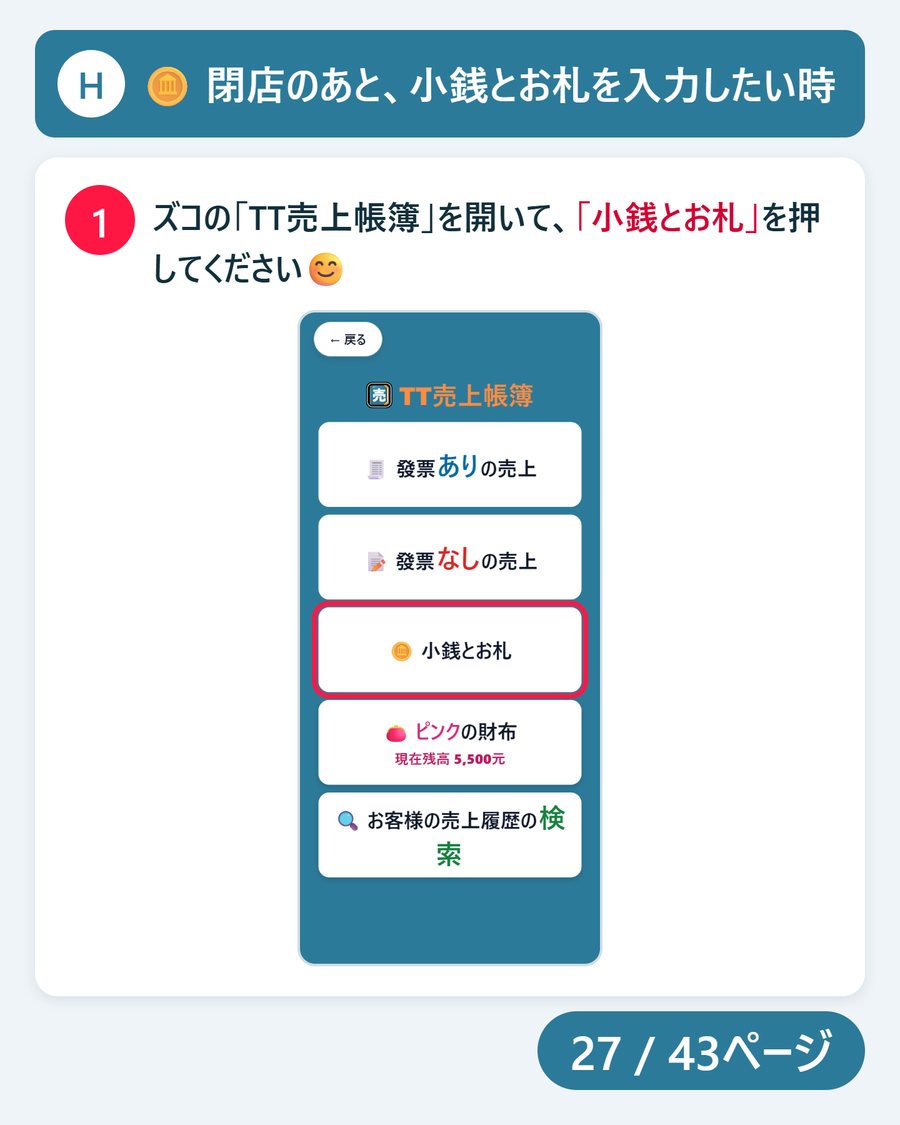 H 閉店のあと、小銭とお札を入力したい時
1 ズコの「TT売上帳簿」を開いて、「小銭とお札」を押
してください
← 戻る
売 TT売上帳簿
發票ありの売上
發票なしの売上
小銭とお札
ピンクの財布
現在残高 5,500元
お客様の売上履歴の検
索
27 / 43ページ